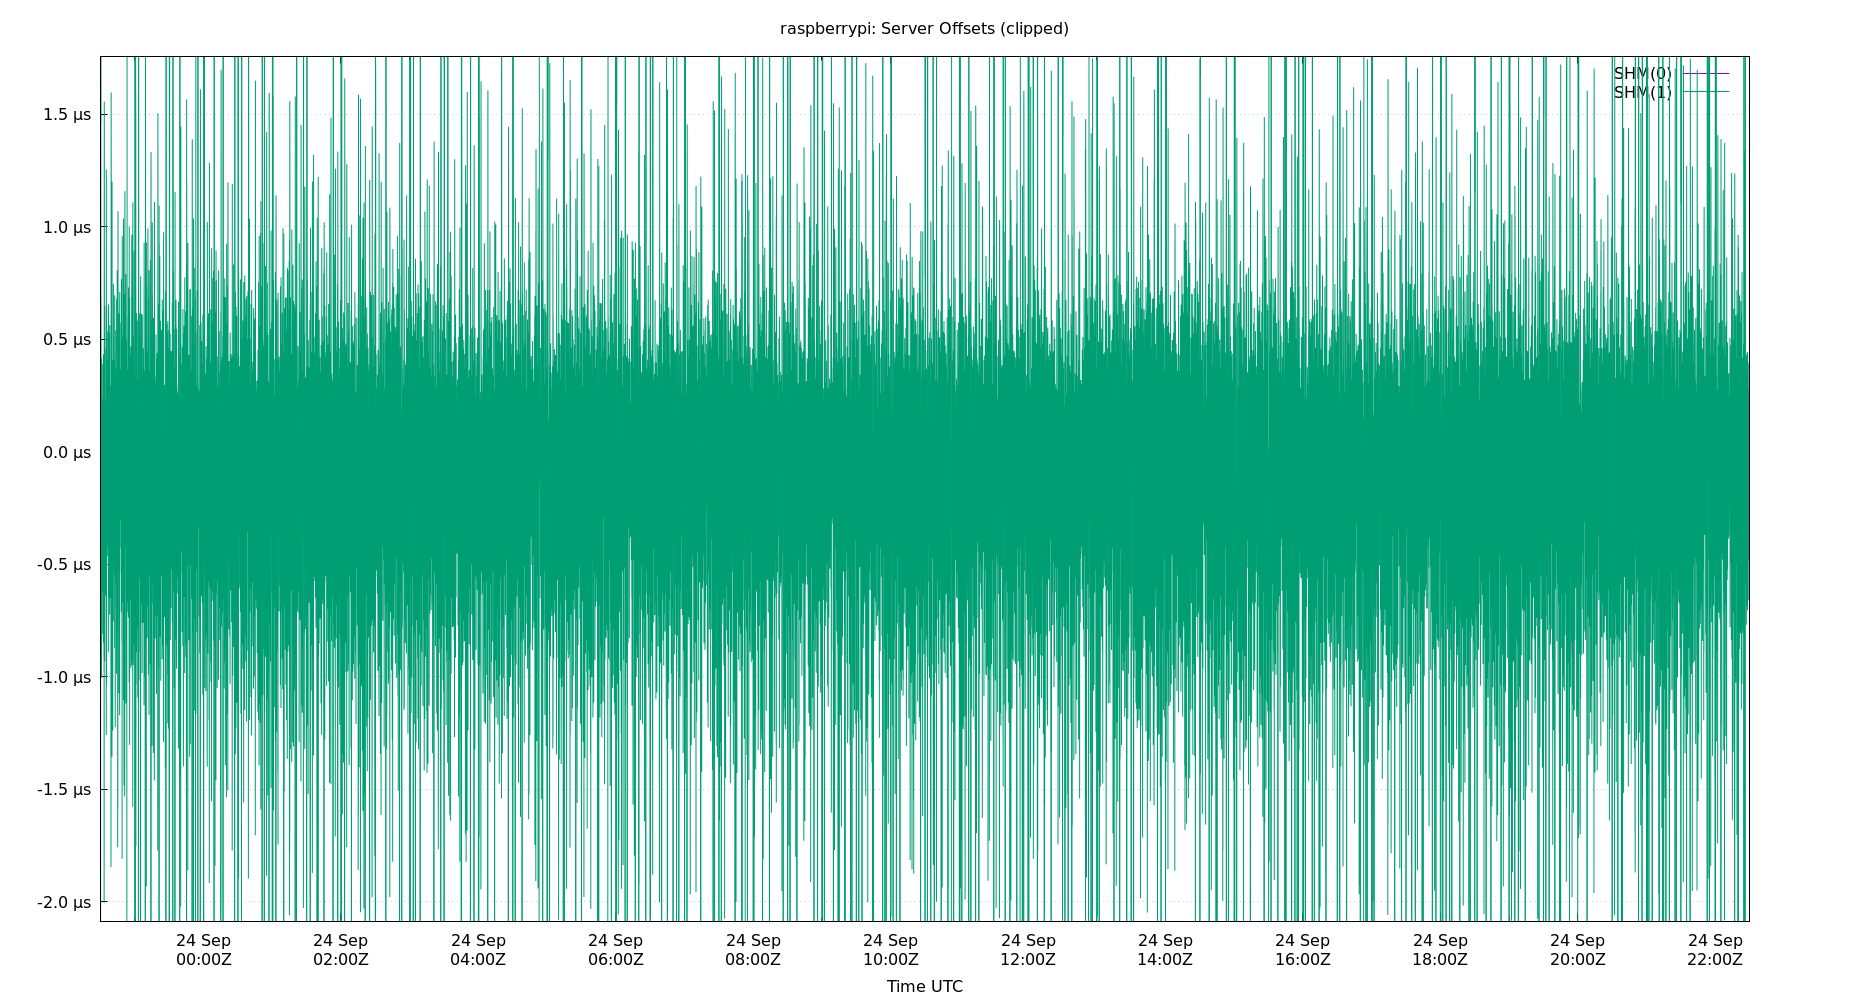 raspberrypi: Server Offsets (clipped)
SHM(0)
SHM(1)
1.5 µs
1.0 µs
0.5 µs
0.0 µs
-0.5 µs
-1.0 µs
-1.5 µs
-2.0 µs
24 Sep 24 Sep 24 Sep 24 Sep 24 Sep 24 Sep 24 Sep 24 Sep 24 Sep 24 Sep 24 Sep 24 Sep
00:00Z 02:00Z 04:00Z 06:00Z 08:00Z 10:00Z 12:00Z 14:00Z 16:00Z 18:00Z 20:00Z 22:00Z
Time UTC